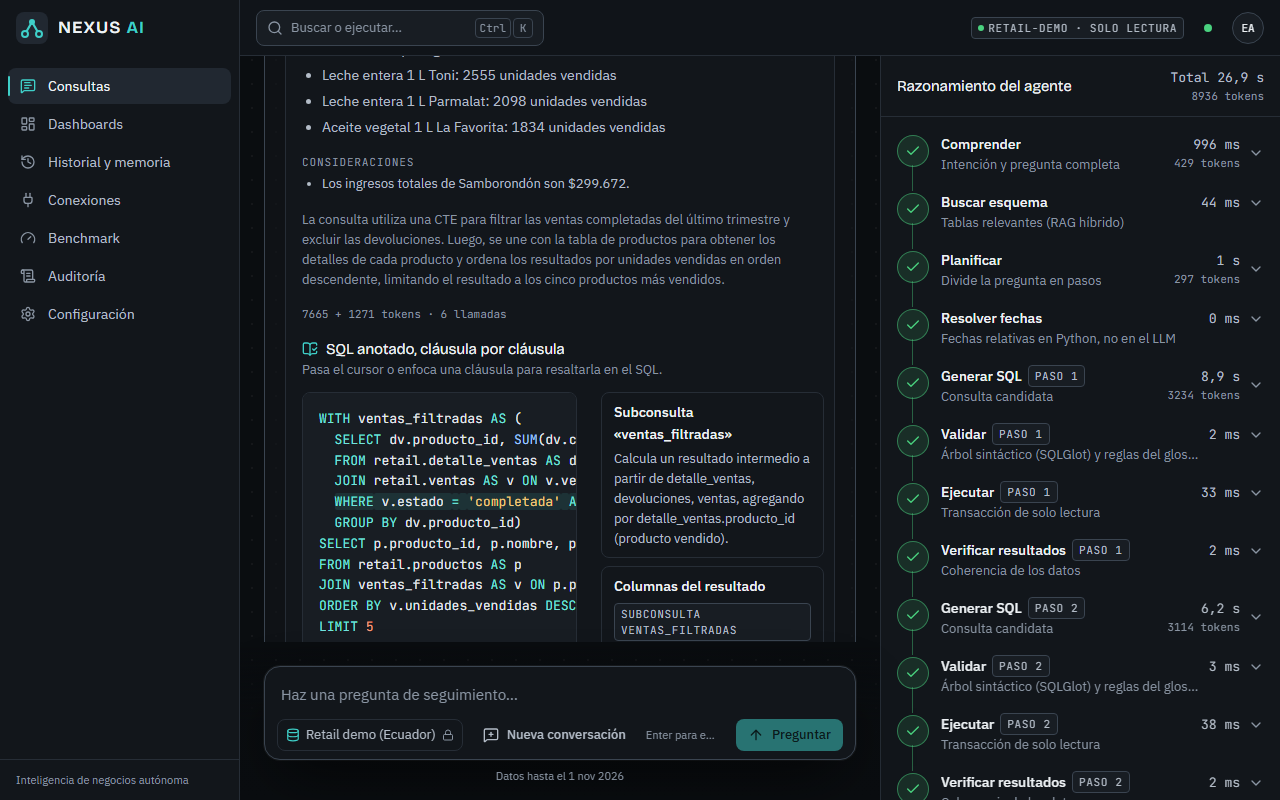 NEXUS AI
Buscar o ejecutar...
Ctrl K
RETAIL-DEMO · SOLO LECTURA
EA
Consultas
Dashboards
Historial y memoria
Conexiones
Benchmark
Auditoría
Configuración
Inteligencia de negocios autónoma
Leche entera 1 L Toni: 2555 unidades vendidas
Leche entera 1 L Parmalat: 2098 unidades vendidas
Aceite vegetal 1 L La Favorita: 1834 unidades vendidas
CONSIDERACIONES
Los ingresos totales de Samborondón son $299.672.
La consulta utiliza una CTE para filtrar las ventas completadas del último trimestre y
excluir las devoluciones. Luego, se une con la tabla de productos para obtener los
detalles de cada producto y ordena los resultados por unidades vendidas en orden
descendente, limitando el resultado a los cinco productos más vendidos.
7665 + 1271 tokens · 6 llamadas
SQL anotado, cláusula por cláusula
Pasa el cursor o enfoca una cláusula para resaltarla en el SQL.
WITH ventas_filtradas AS (
SELECT dv.producto_id, SUM(dv.c
FROM retail.detalle_ventas AS d
JOIN retail.ventas AS v ON v.ve
WHERE v.estado = 'completada' A
GROUP BY dv.producto_id)
SELECT p.producto_id, p.nombre, p
FROM retail.productos AS p
JOIN ventas_filtradas AS v ON p.p
ORDER BY v.unidades_vendidas DESC
LIMIT 5
Subconsulta
«ventas_filtradas»
Calcula un resultado intermedio a
partir de detalle_ventas,
devoluciones, ventas, agregando
por detalle_ventas.producto_id
(producto vendido).
Columnas del resultado
SUBCONSULTA
VENTAS_FILTRADAS
Haz una pregunta de seguimiento...
Retail demo (Ecuador)
Nueva conversación
Enter para e...
Preguntar
Datos hasta el 1 nov 2026
Razonamiento del agente
Total 26,9 s
8936 tokens
Comprender
996 ms
Intención y pregunta completa
429 tokens
Buscar esquema
44 ms
Tablas relevantes (RAG híbrido)
Planificar
1 s
Divide la pregunta en pasos
297 tokens
Resolver fechas
0 ms
Fechas relativas en Python, no en el LLM
Generar SQL PASO 1
8,9 s
Consulta candidata
3234 tokens
Validar PASO 1
2 ms
Árbol sintáctico (SQLGlot) y reglas del glos...
Ejecutar PASO 1
33 ms
Transacción de solo lectura
Verificar resultados PASO 1
2 ms
Coherencia de los datos
Generar SQL PASO 2
6,2 s
Consulta candidata
3114 tokens
Validar PASO 2
3 ms
Árbol sintáctico (SQLGlot) y reglas del glos...
Ejecutar PASO 2
38 ms
Transacción de solo lectura
Verificar resultados PASO 2
2 ms